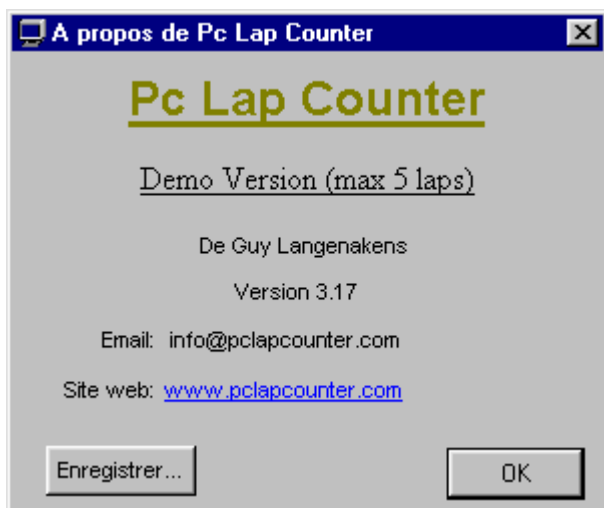 A propos de Pc Lap Counter
Pc Lap Counter
Demo Version (max 5 laps)
De Guy Langenakens
Version 3.17
Email: info@pclapcounter.com
Site web: www.pclapcounter.com
Enregistrer... OK